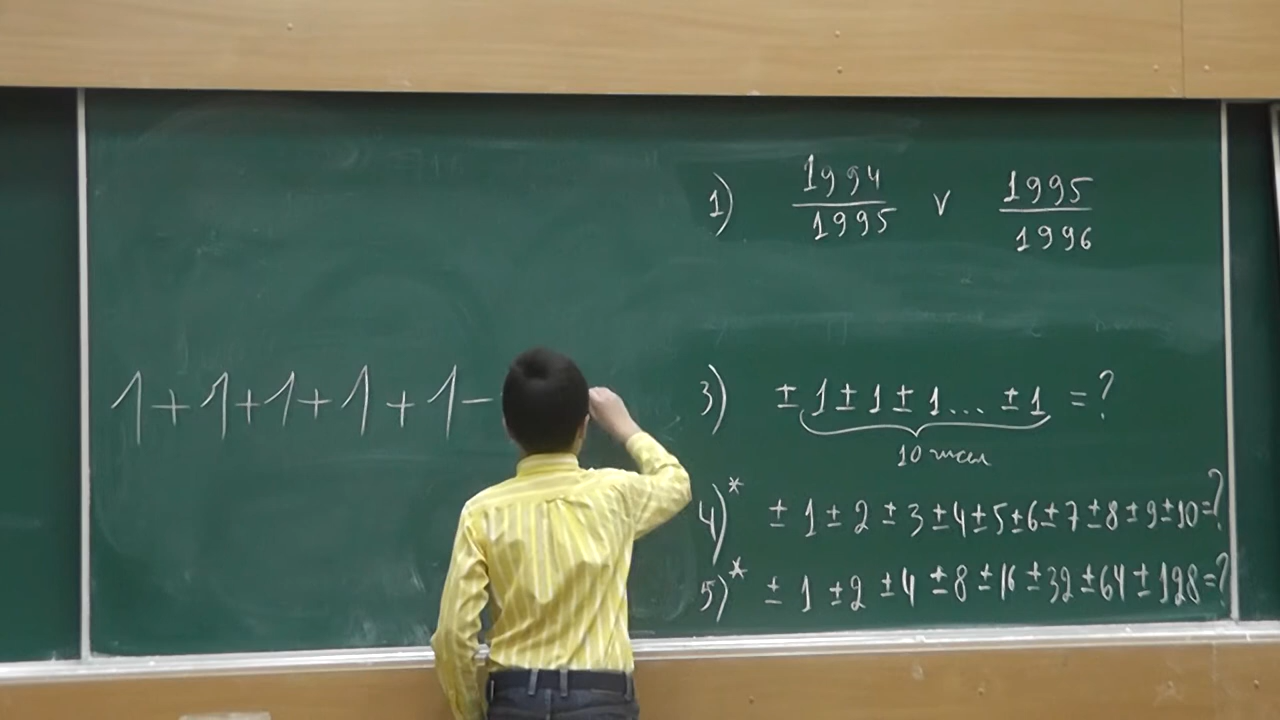 1+1+1+1+1-
1) 1994/1995 v 1995/1996
3) ±1±1±1...±1 =?
10 чисел
4)* ±1±2±3±4±5±6±7±8±9±10=?
5)* ±1±2±4±8±16±32±64±128=?